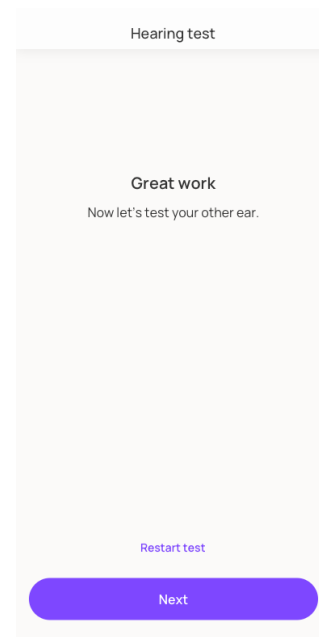 Hearing test
Great work
Now let's test your other ear.
Restart test
Next